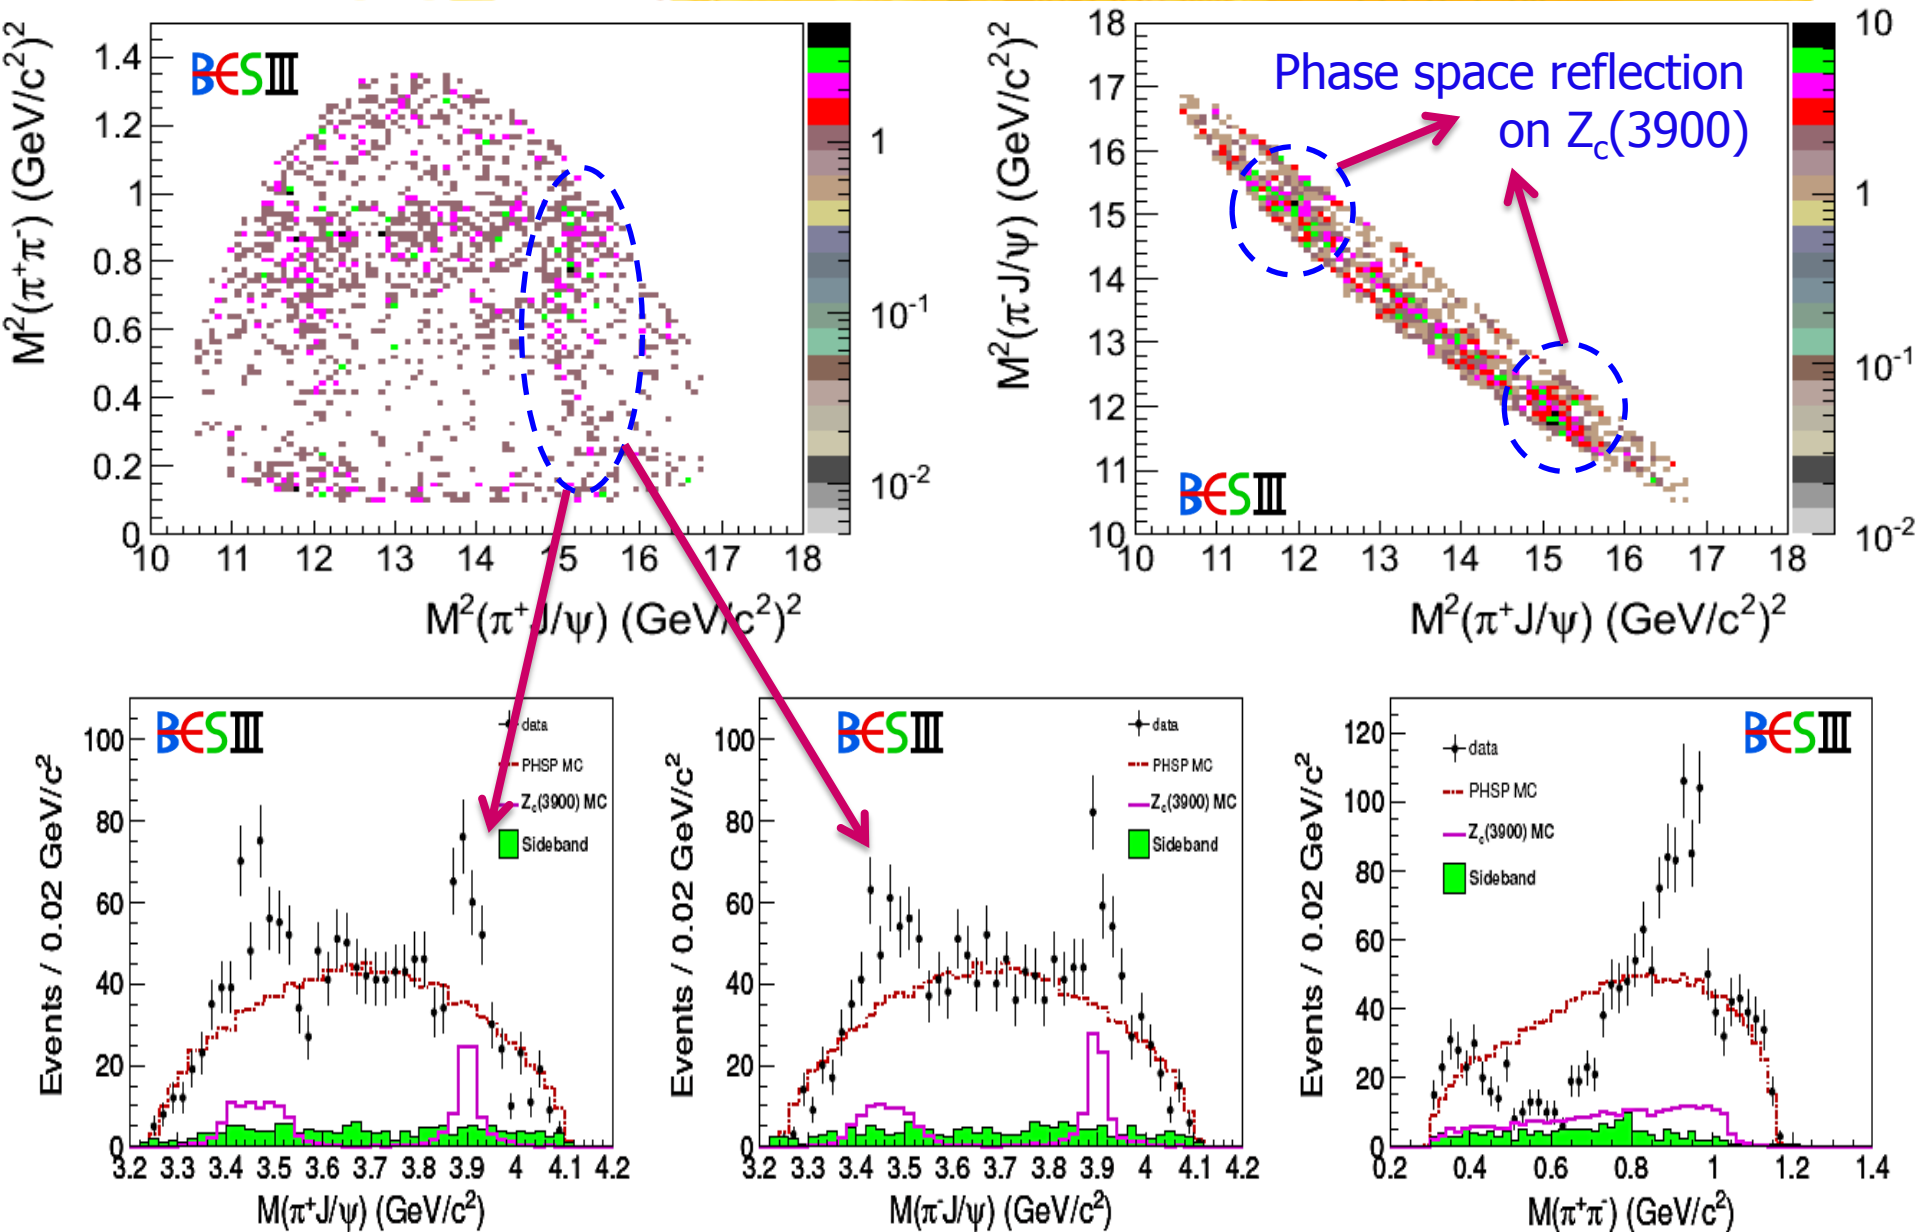 M²(π⁺π⁻) (GeV/c²)²
1.4
1.2
1
0.8
0.6
0.4
0.2
0
BESIII
10 11 12 13 14 15 16 17 18
M²(π⁺J/ψ) (GeV/c²)²
1
10⁻¹
10⁻²
M²(π⁻J/ψ) (GeV/c²)²
18
17
16
15
14
13
12
11
10
Phase space reflection
on Z_c(3900)
BESIII
10 11 12 13 14 15 16 17 18
M²(π⁺J/ψ) (GeV/c²)²
10
1
10⁻¹
10⁻²
Events / 0.02 GeV/c²
100
80
60
40
20
0
BESIII
data
PHSP MC
Z_c(3900) MC
Sideband
3.2 3.3 3.4 3.5 3.6 3.7 3.8 3.9 4 4.1 4.2
M(π⁺J/ψ) (GeV/c²)
Events / 0.02 GeV/c²
100
80
60
40
20
0
BESIII
data
PHSP MC
Z_c(3900) MC
Sideband
3.2 3.3 3.4 3.5 3.6 3.7 3.8 3.9 4 4.1 4.2
M(π⁻J/ψ) (GeV/c²)
Events / 0.02 GeV/c²
120
100
80
60
40
20
0
BESIII
data
PHSP MC
Z_c(3900) MC
Sideband
0.2 0.4 0.6 0.8 1 1.2 1.4
M(π⁺π⁻) (GeV/c²)